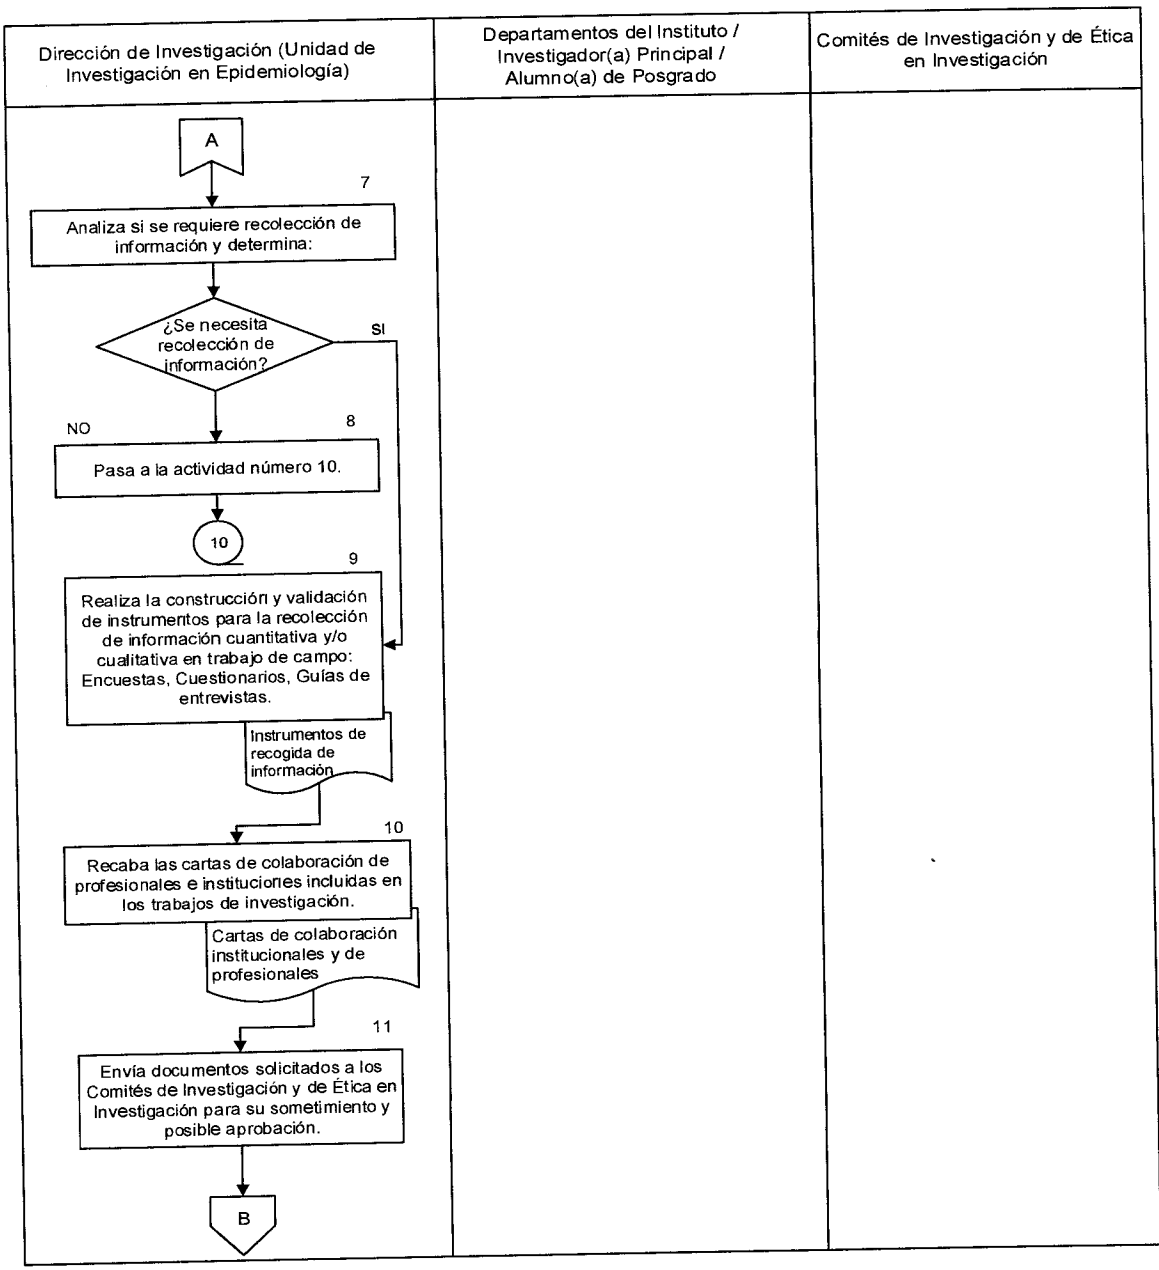 Dirección de Investigación (Unidad de
Investigación en Epidemiología)
Departamentos del Instituto /
Investigador(a) Principal /
Alumno(a) de Posgrado
Comités de Investigación y de Ética
en Investigación
A
7
Analiza si se requiere recolección de
información y determina:
¿Se necesita
recolección de
información?
SI
NO
8
Pasa a la actividad número 10.
10
9
Realiza la construcción y validación
de instrumentos para la recolección
de información cuantitativa y/o
cualitativa en trabajo de campo:
Encuestas, Cuestionarios, Guías de
entrevistas.
Instrumentos de
recogida de
información
10
Recaba las cartas de colaboración de
profesionales e instituciones incluidas en
los trabajos de investigación.
Cartas de colaboración
institucionales y de
profesionales
11
Envía documentos solicitados a los
Comités de Investigación y de Ética en
Investigación para su sometimiento y
posible aprobación.
B